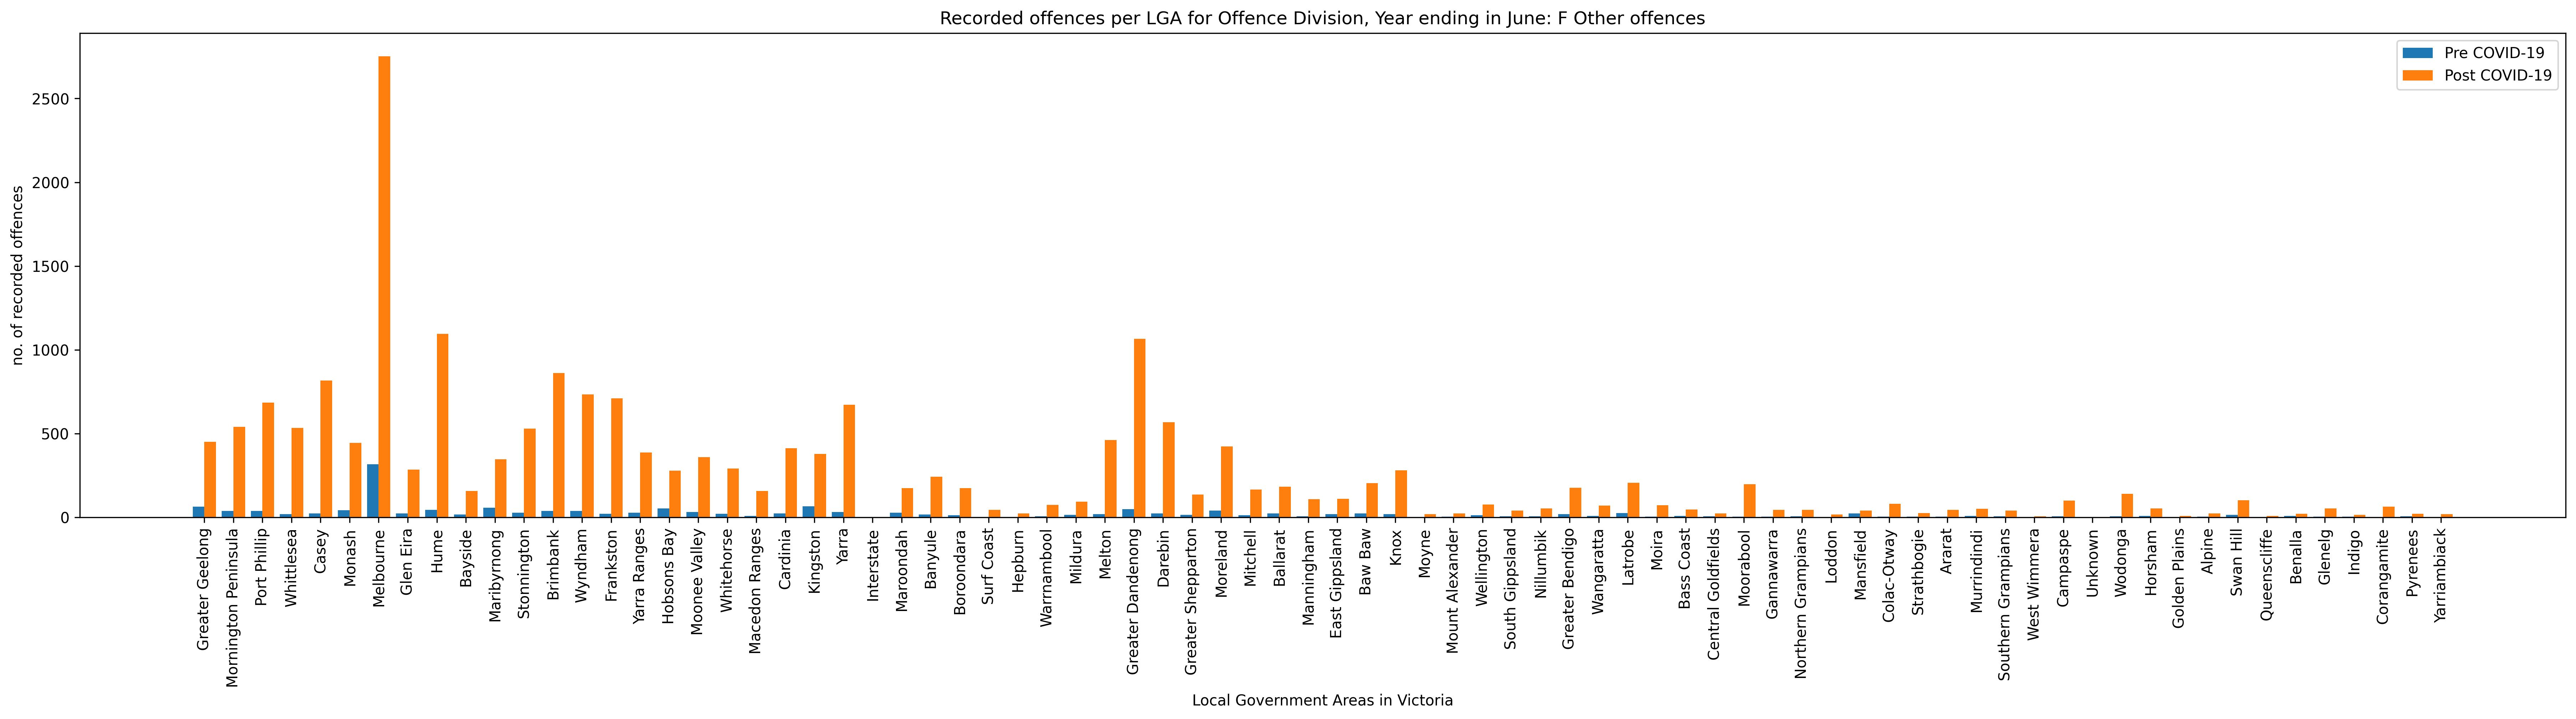 Recorded offences per LGA for Offence Division, Year ending in June: F Other offences
Pre COVID-19
Post COVID-19
no. of recorded offences
2500
2000
1500
1000
500
0
Greater Geelong
Mornington Peninsula
Port Phillip
Whittlesea
Casey
Monash
Melbourne
Glen Eira
Hume
Bayside
Maribyrnong
Stonnington
Brimbank
Wyndham
Frankston
Yarra Ranges
Hobsons Bay
Moonee Valley
Whitehorse
Macedon Ranges
Cardinia
Kingston
Yarra
Interstate
Maroondah
Banyule
Boroondara
Surf Coast
Hepburn
Warrnambool
Mildura
Melton
Greater Dandenong
Darebin
Greater Shepparton
Moreland
Mitchell
Ballarat
Manningham
East Gippsland
Baw Baw
Knox
Moyne
Mount Alexander
Wellington
South Gippsland
Nillumbik
Greater Bendigo
Wangaratta
Latrobe
Moira
Bass Coast
Central Goldfields
Moorabool
Gannawarra
Northern Grampians
Loddon
Mansfield
Colac-Otway
Strathbogie
Ararat
Murrindindi
Southern Grampians
West Wimmera
Campaspe
Unknown
Wodonga
Horsham
Golden Plains
Alpine
Swan Hill
Queenscliffe
Benalla
Glenelg
Indigo
Corangamite
Pyrenees
Yarriambiack
Local Government Areas in Victoria